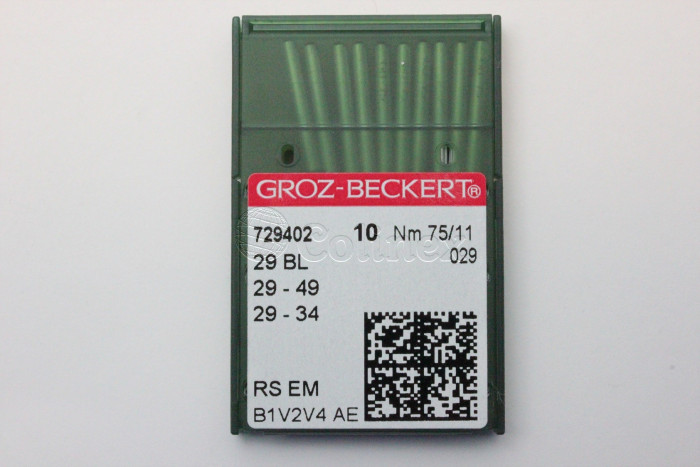 GROZ-BECKERT®
729402 10 Nm 75/11
29 BL 029
29 - 49
29 - 34
RS EM
B1V2V4 AE